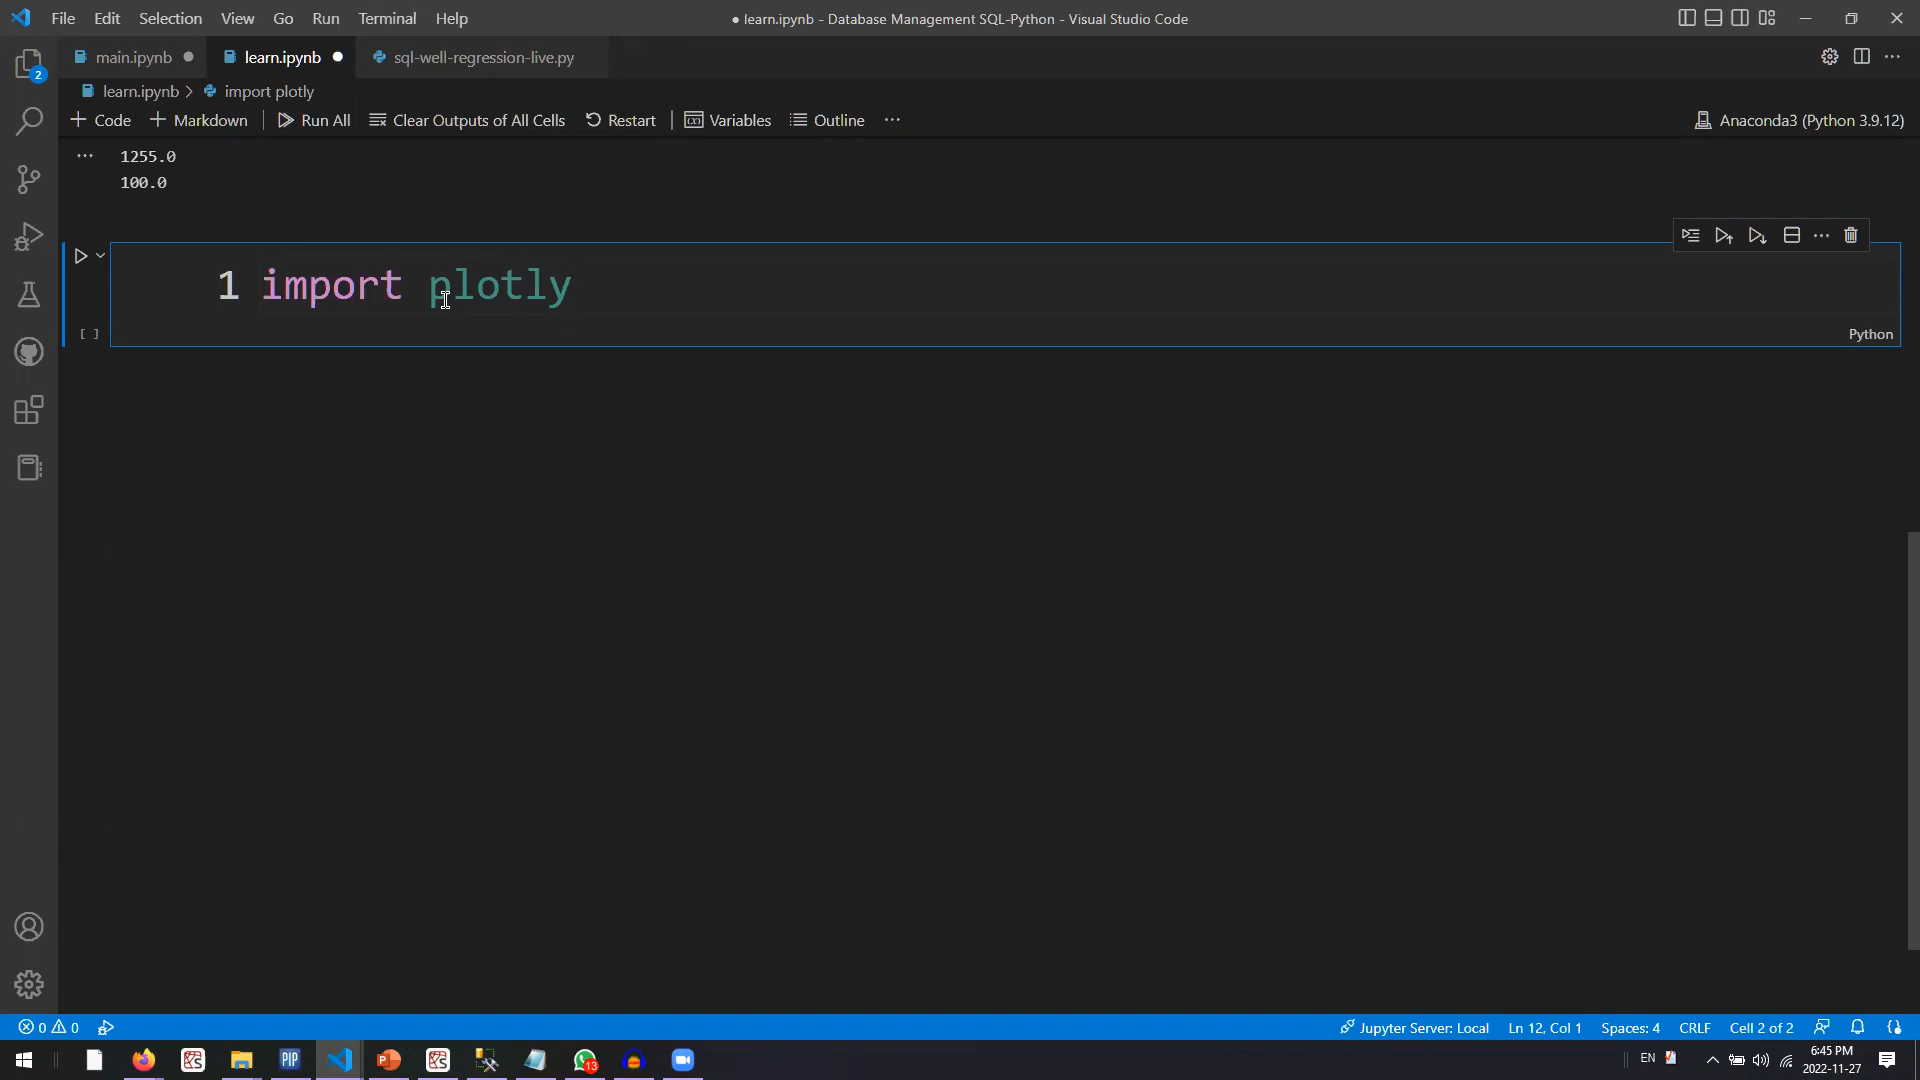 File Edit Selection View Go Run Terminal Help
● learn.ipynb - Database Management SQL-Python - Visual Studio Code
main.ipynb
learn.ipynb
sql-well-regression-live.py
2
learn.ipynb > import plotly
+ Code + Markdown Run All Clear Outputs of All Cells Restart Variables Outline ···
Anaconda3 (Python 3.9.12)
··· 1255.0
100.0
1 import plotly
[ ]
Python
0 0
Jupyter Server: Local Ln 12, Col 1 Spaces: 4 CRLF Cell 2 of 2
PIP
P
13
EN
6:45 PM
2022-11-27